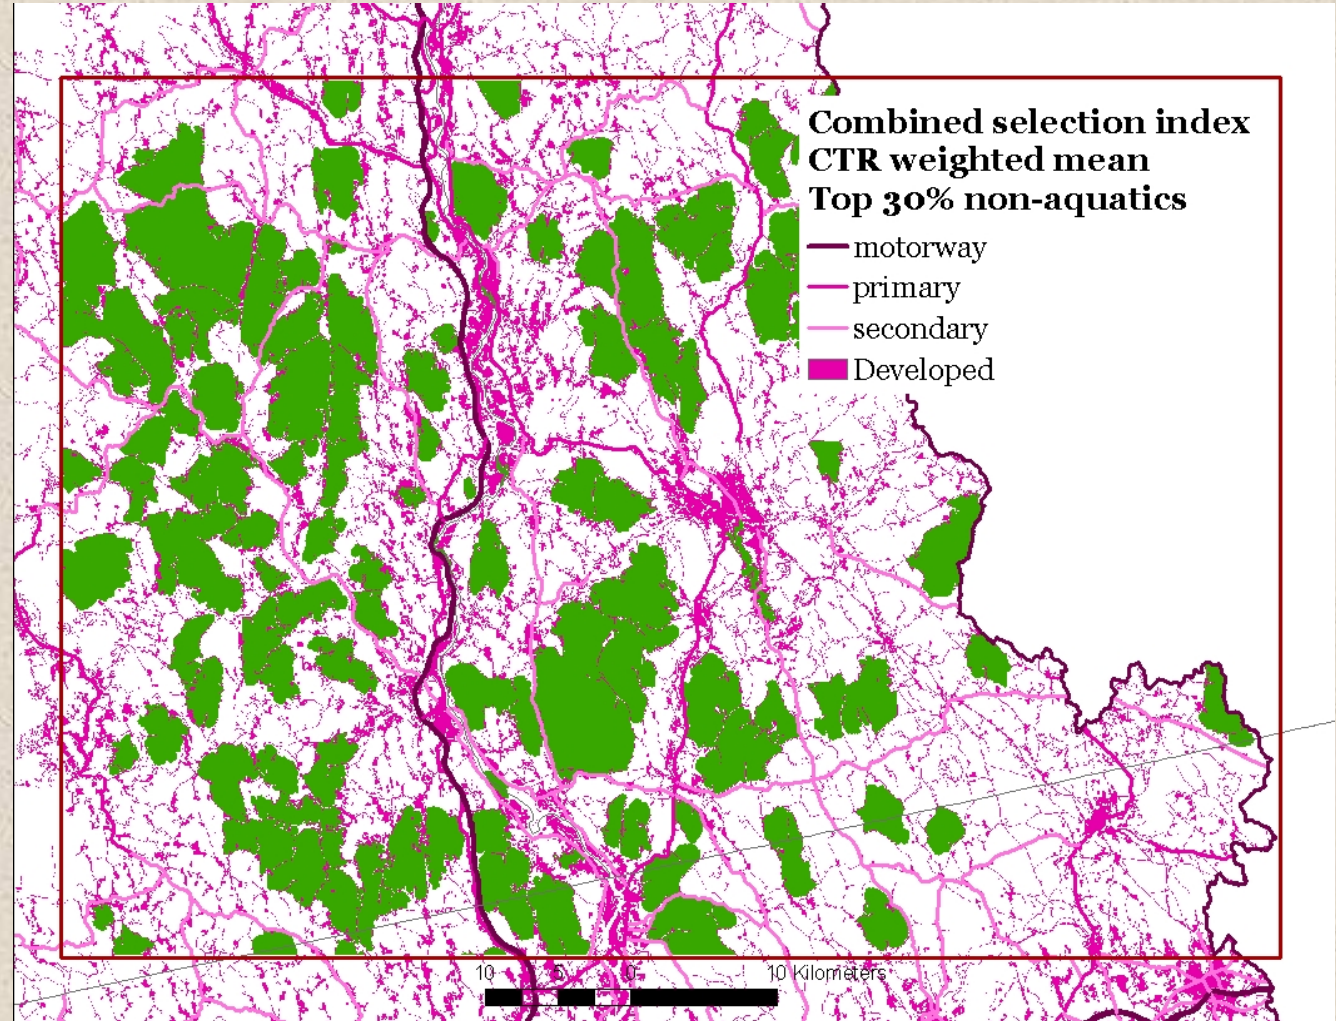 Combined selection index
CTR weighted mean
Top 30% non-aquatics
motorway
primary
secondary
Developed
10 5 0 10 Kilometers